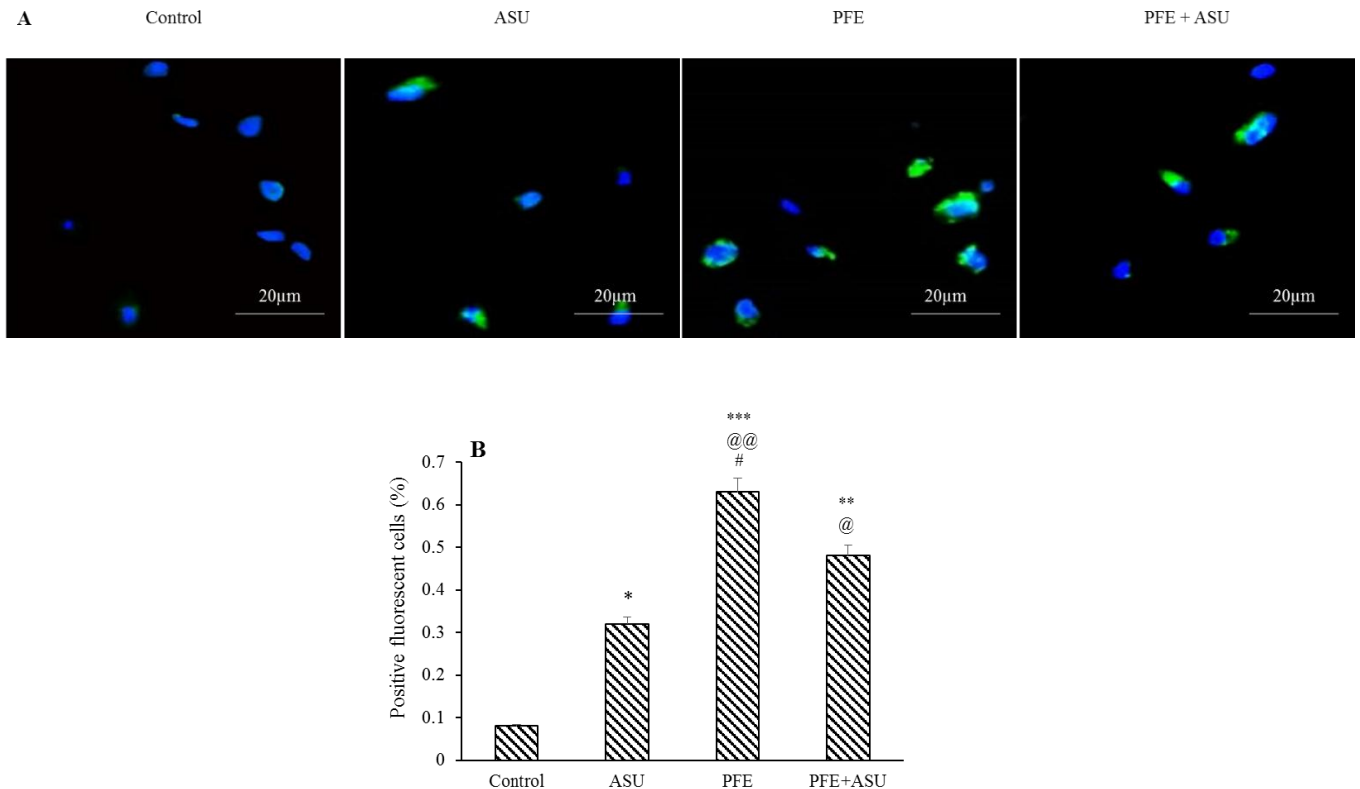 A Control ASU PFE PFE + ASU
20μm 20μm 20μm 20μm
B
Positive fluorescent cells (%)
0.7
0.6
0.5
0.4
0.3
0.2
0.1
0
*
***
@@
#
**
@
Control ASU PFE PFE+ASU